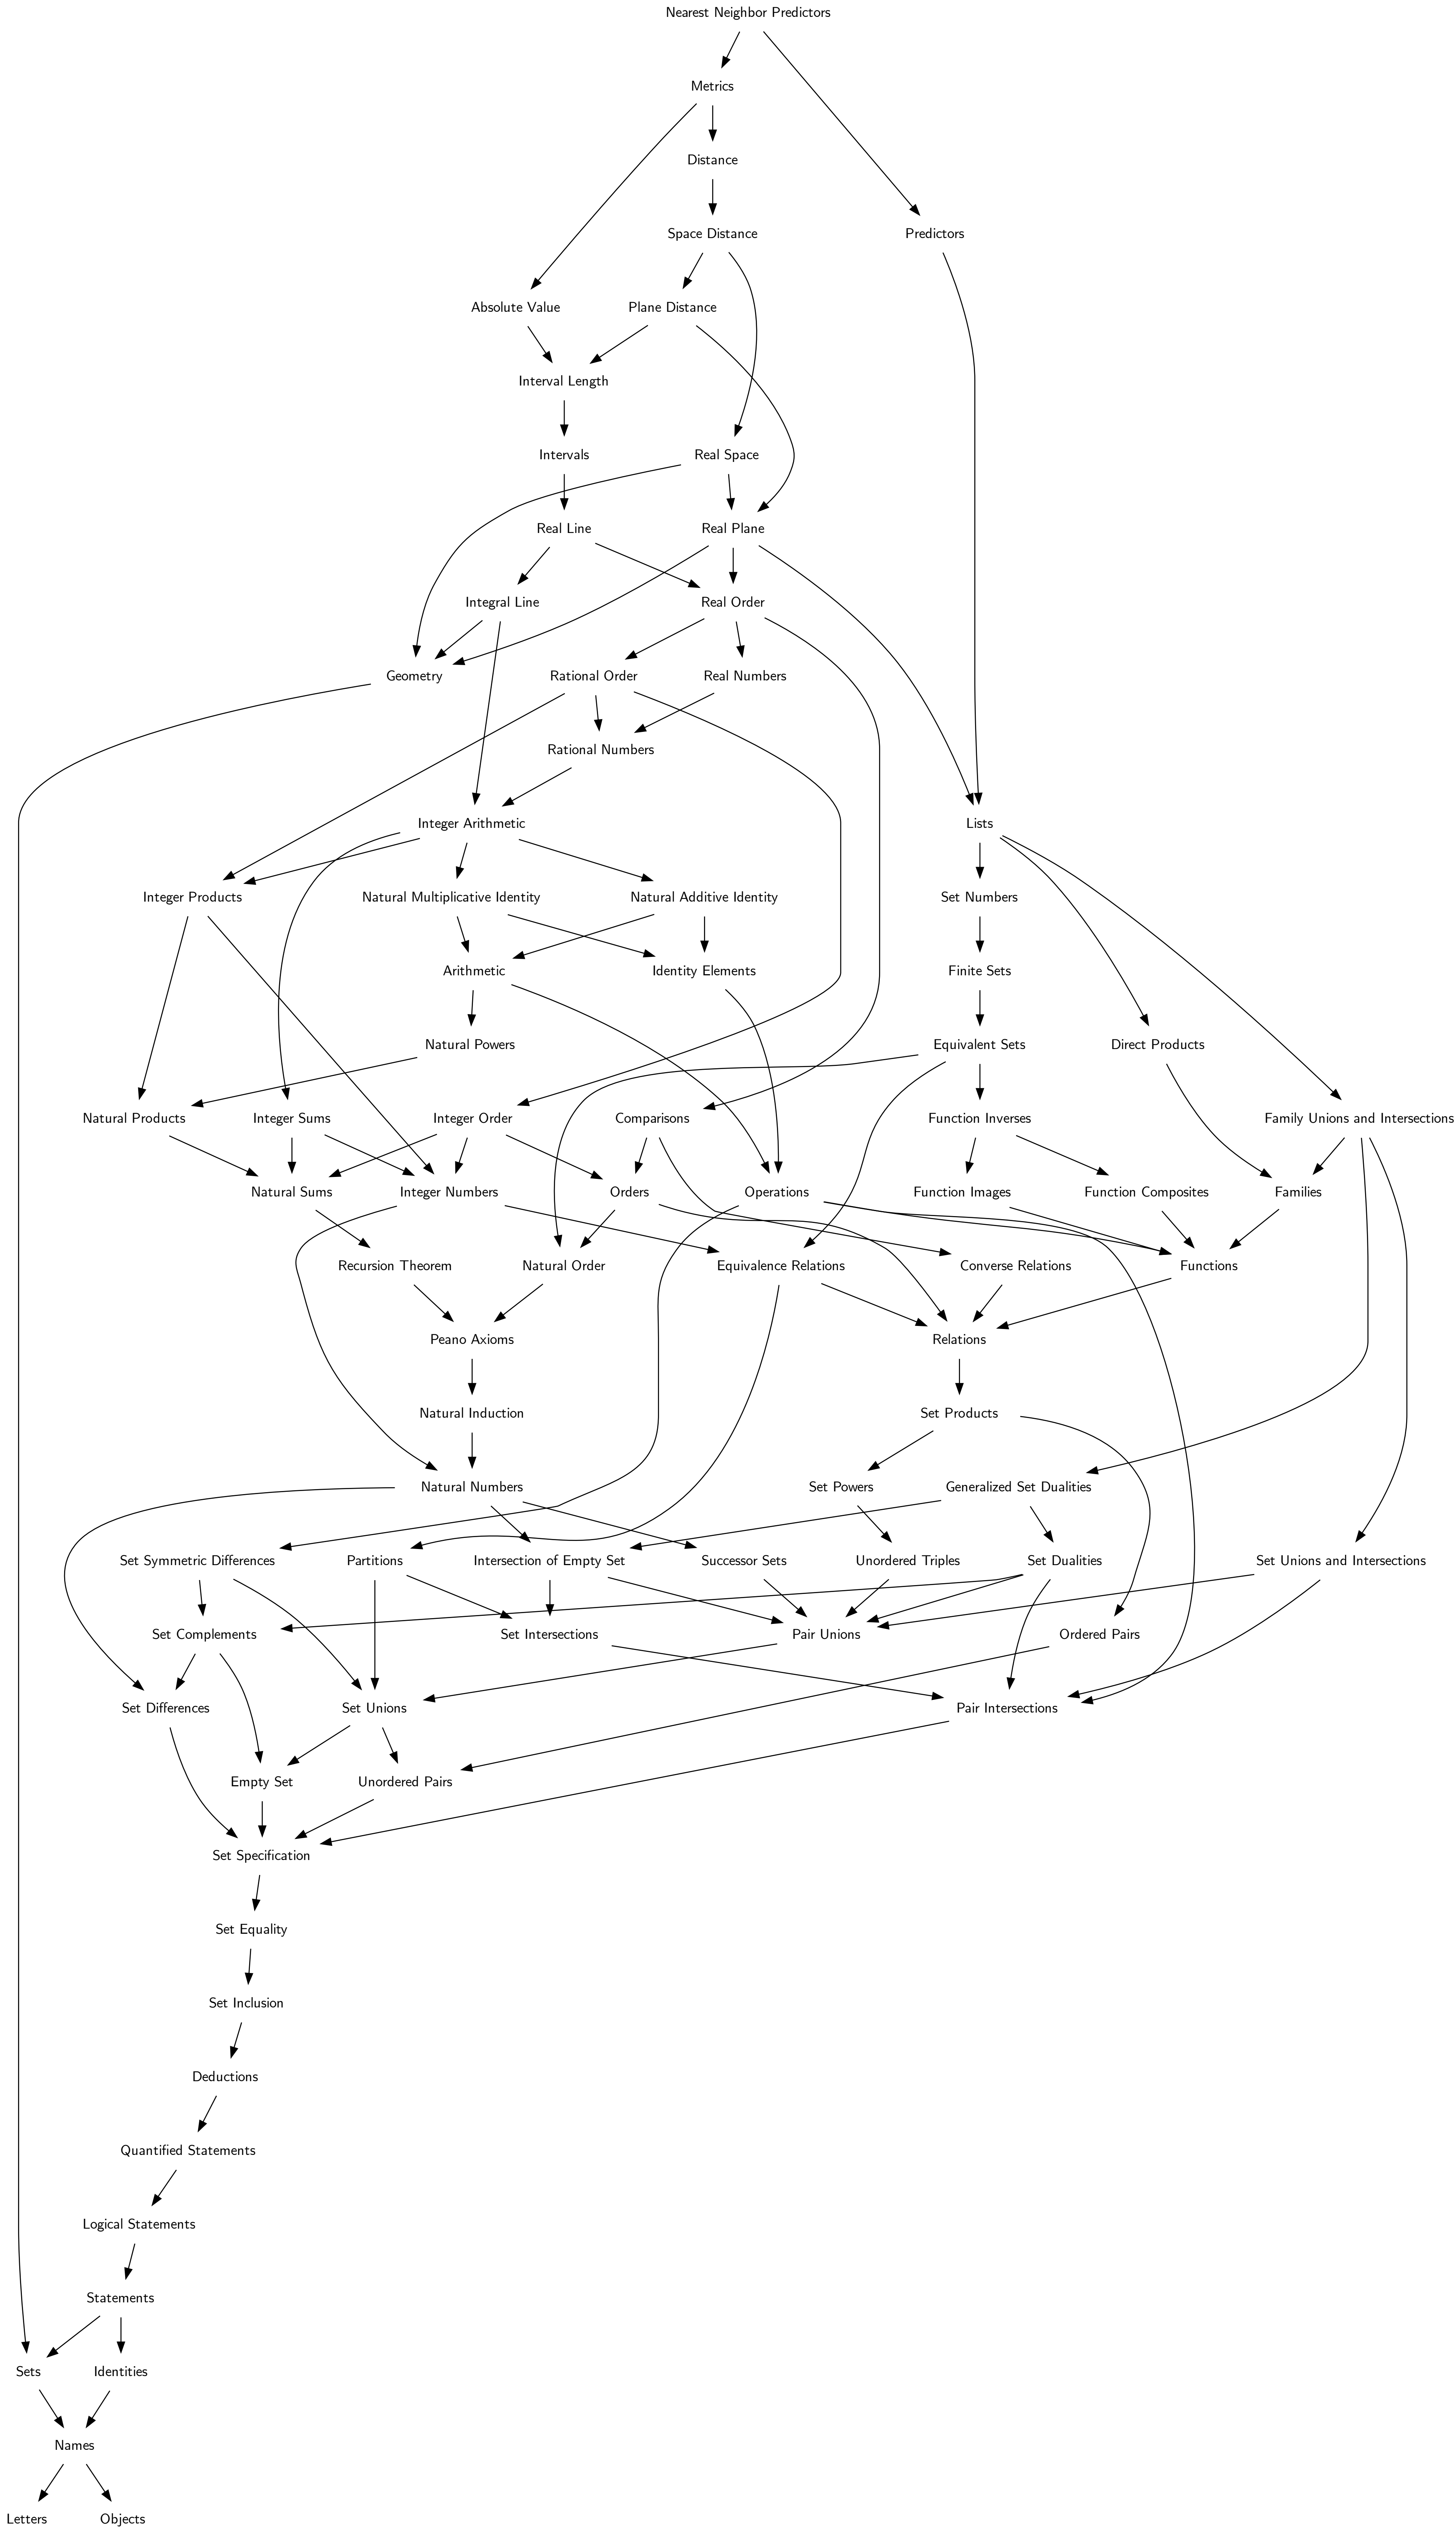 Nearest Neighbor Predictors
Metrics
Distance
Space Distance
Predictors
Absolute Value
Plane Distance
Interval Length
Intervals
Real Space
Real Line
Real Plane
Integral Line
Real Order
Geometry
Rational Order
Real Numbers
Rational Numbers
Integer Arithmetic
Lists
Integer Products
Natural Multiplicative Identity
Natural Additive Identity
Set Numbers
Arithmetic
Identity Elements
Finite Sets
Natural Powers
Equivalent Sets
Direct Products
Natural Products
Integer Sums
Integer Order
Comparisons
Function Inverses
Family Unions and Intersections
Natural Sums
Integer Numbers
Orders
Operations
Function Images
Function Composites
Families
Recursion Theorem
Natural Order
Equivalence Relations
Converse Relations
Functions
Peano Axioms
Relations
Natural Induction
Set Products
Natural Numbers
Set Powers
Generalized Set Dualities
Set Symmetric Differences
Partitions
Intersection of Empty Set
Successor Sets
Unordered Triples
Set Dualities
Set Unions and Intersections
Set Complements
Set Intersections
Pair Unions
Ordered Pairs
Set Differences
Set Unions
Pair Intersections
Empty Set
Unordered Pairs
Set Specification
Set Equality
Set Inclusion
Deductions
Quantified Statements
Logical Statements
Statements
Sets
Identities
Names
Letters
Objects